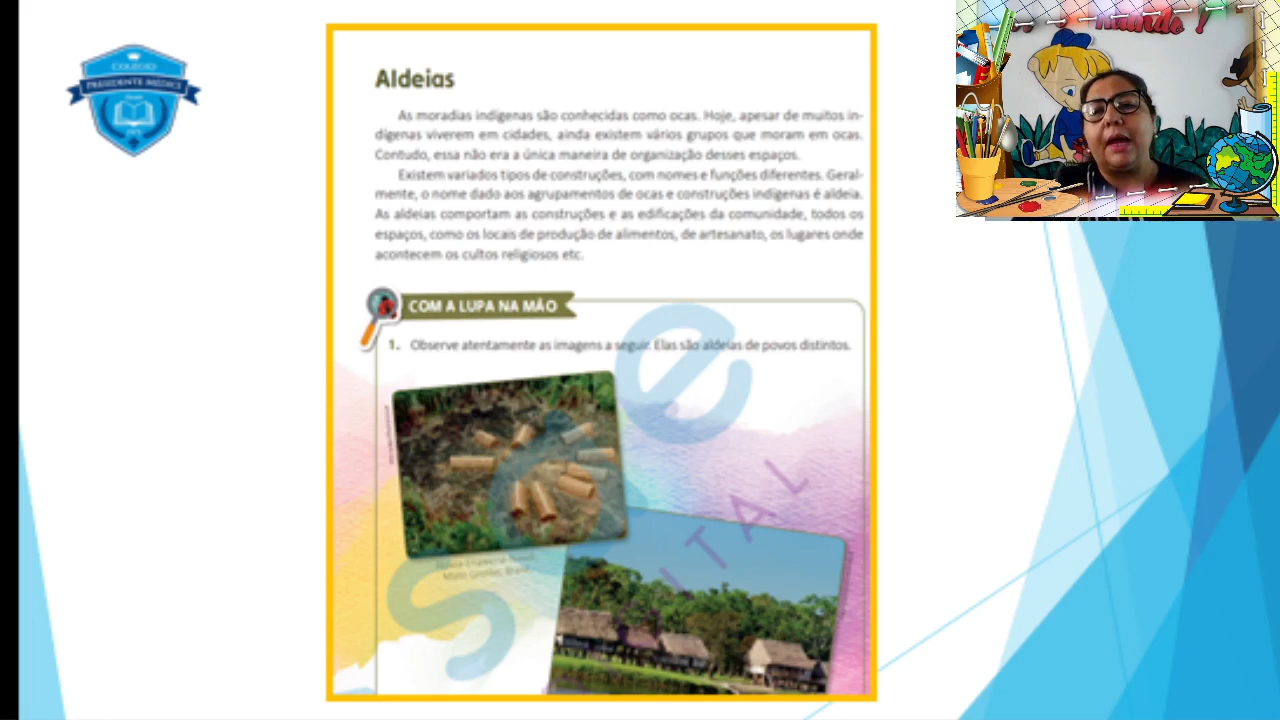 COLÉGIO
PRESIDENTE MEDICI
Aldeias
As moradias indígenas são conhecidas como ocas. Hoje, apesar de muitos in-
dígenas viverem em cidades, ainda existem vários grupos que moram em ocas.
Contudo, essa não era a única maneira de organização desses espaços.
Existem variados tipos de construções, com nomes e funções diferentes. Geral-
mente, o nome dado aos agrupamentos de ocas e construções indígenas é aldeia.
As aldeias comportam as construções e as edificações da comunidade, todos os
espaços, como os locais de produção de alimentos, de artesanato, os lugares onde
acontecem os cultos religiosos etc.
COM A LUPA NA MÃO
1. Observe atentamente as imagens a seguir. Elas são aldeias de povos distintos.
Mato Grosso, Brasil.